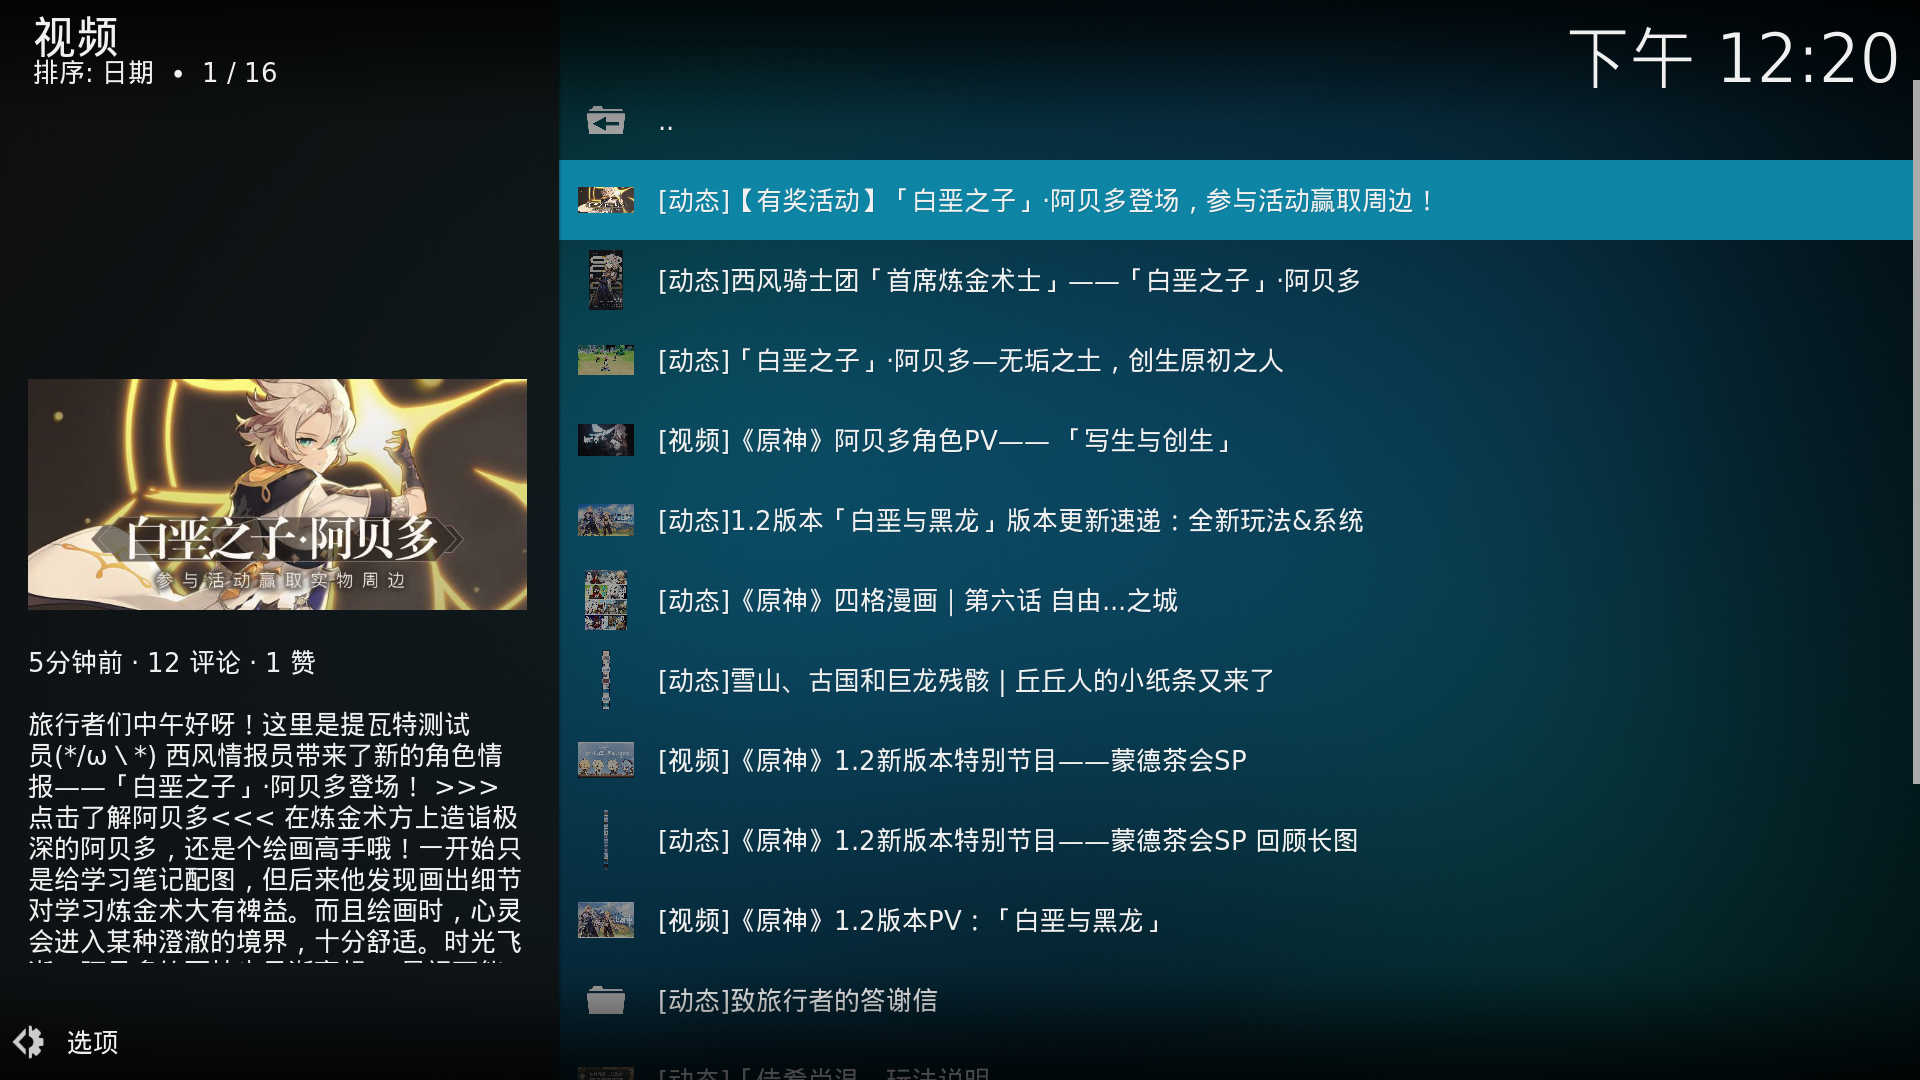 视频
排序: 日期 • 1 / 16
下午 12:20
..
[动态]【有奖活动】「白垩之子」·阿贝多登场，参与活动赢取周边！
[动态]西风骑士团「首席炼金术士」——「白垩之子」·阿贝多
[动态]「白垩之子」·阿贝多—无垢之土，创生原初之人
[视频]《原神》阿贝多角色PV—— 「写生与创生」
[动态]1.2版本「白垩与黑龙」版本更新速递：全新玩法&系统
[动态]《原神》四格漫画 | 第六话 自由...之城
[动态]雪山、古国和巨龙残骸 | 丘丘人的小纸条又来了
[视频]《原神》1.2新版本特别节目——蒙德茶会SP
[动态]《原神》1.2新版本特别节目——蒙德茶会SP 回顾长图
[视频]《原神》1.2版本PV：「白垩与黑龙」
[动态]致旅行者的答谢信
白垩之子·阿贝多
参与活动赢取实物周边
5分钟前 · 12 评论 · 1 赞
旅行者们中午好呀！这里是提瓦特测试
员(*/ω＼*) 西风情报员带来了新的角色情
报——「白垩之子」·阿贝多登场！ >>>
点击了解阿贝多<<< 在炼金术方上造诣极
深的阿贝多，还是个绘画高手哦！一开始只
是给学习笔记配图，但后来他发现画出细节
对学习炼金术大有裨益。而且绘画时，心灵
会进入某种澄澈的境界，十分舒适。时光飞
选项